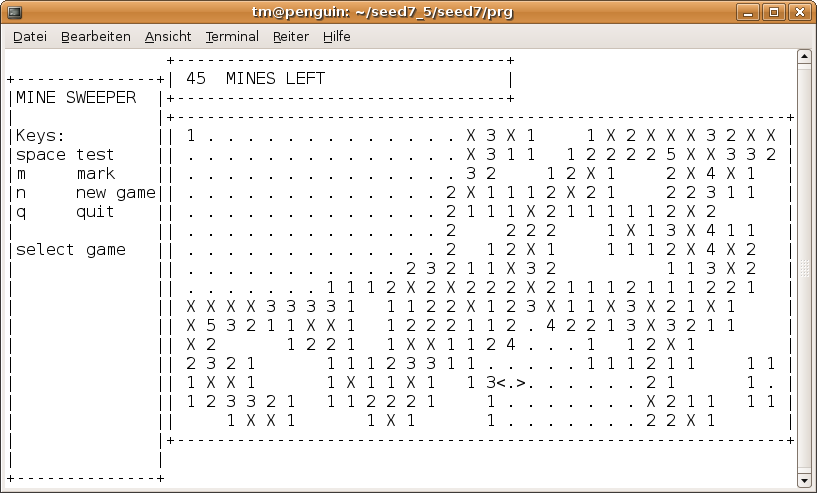 +---------------------------------+
+---------------+| 45  MINES LEFT                  |
|MINE SWEEPER  |+---------------------------------+
|               |+-------------------------------------------------------------+
|Keys:          || 1 . . . . . . . . . . . . . X 3 X 1     1 X 2 X X X 3 2 X X |
|space test     || . . . . . . . . . . . . . . X 3 1 1   1 2 2 2 2 5 X X 3 3 2 |
|m     mark     || . . . . . . . . . . . . . . 3 2     1 2 X 1     2 X 4 X 1   |
|n     new game|| . . . . . . . . . . . . . 2 X 1 1 1 2 X 2 1     2 2 3 1 1   |
|q     quit     || . . . . . . . . . . . . . 2 1 1 1 X 2 1 1 1 1 1 2 X 2       |
|               || . . . . . . . . . . . . . 2     2 2 2     1 X 1 3 X 4 1 1   |
|select game    || . . . . . . . . . . . . . 2   1 2 X 1     1 1 1 2 X 4 X 2   |
|               || . . . . . . . . . . . 2 3 2 1 1 X 3 2           1 1 3 X 2   |
|               || . . . . . . . 1 1 1 2 X 2 X 2 2 2 X 2 1 1 1 2 1 1 1 2 2 1   |
|               || X X X X 3 3 3 3 1   1 1 2 2 X 1 2 3 X 1 1 X 3 X 2 1 X 1     |
|               || X 5 3 2 1 1 X X 1   1 2 2 2 1 1 2 . 4 2 2 1 3 X 3 2 1 1     |
|               || X 2       1 2 2 1   1 X X 1 1 2 4 . . . 1   1 2 X 1         |
|               || 2 3 2 1       1 1 1 2 3 3 1 1 . . . . . 1 1 1 2 1 1     1 1 |
|               || 1 X X 1       1 X 1 1 X 1   1 3<.>. . . . . . 2 1         1 . |
|               || 1 2 3 3 2 1   1 1 2 2 2 1     1 . . . . . . . X 2 1 1   1 1 |
|               ||     1 X X 1       1 X 1       1 . . . . . . . 2 2 X 1       |
|               |+-------------------------------------------------------------+
|               |
+---------------+
trn@penguin: ~/seed7_5/seed7/prg
Datei Bearbeiten Ansicht Terminal Reiter Hilfe